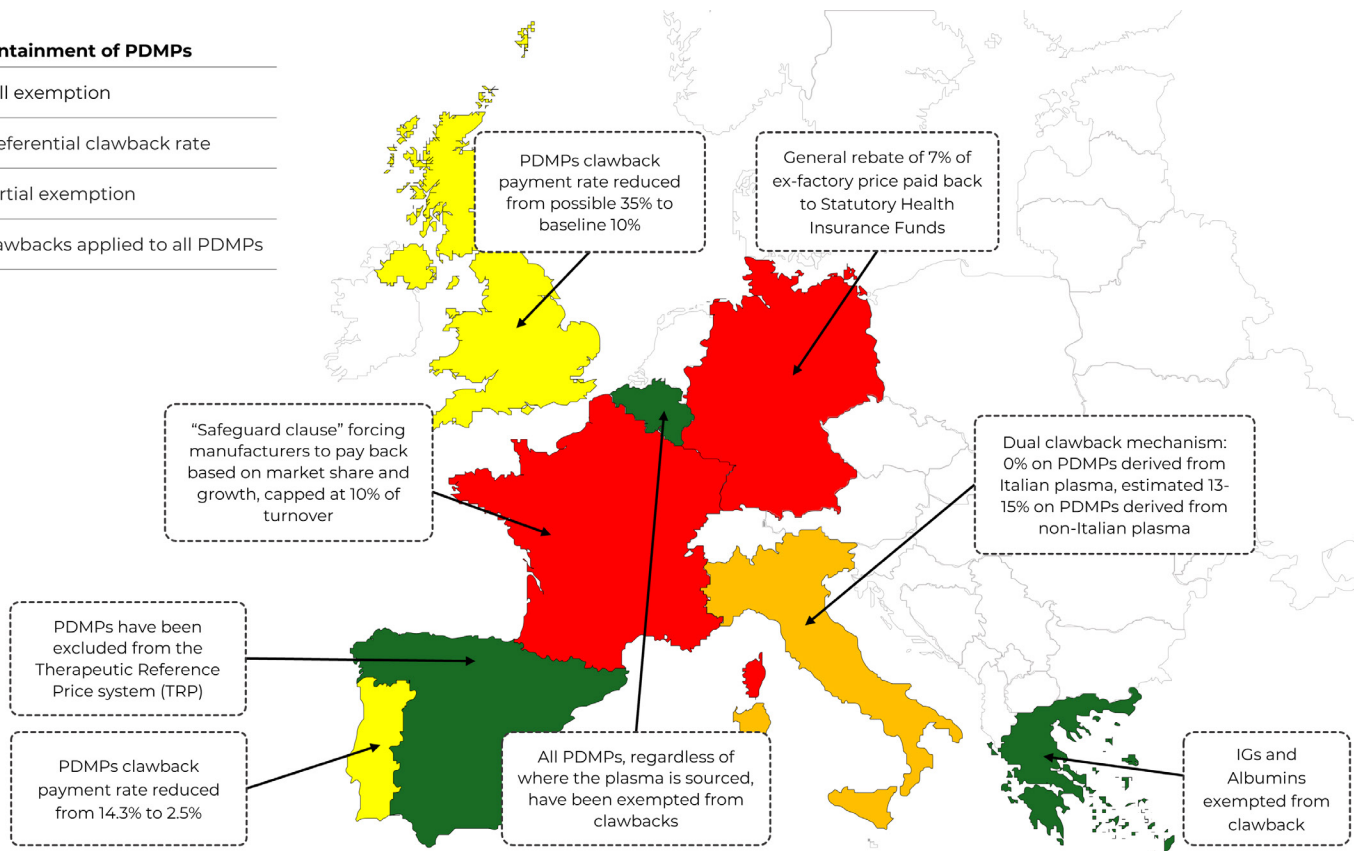 ntainment of PDMPs
ll exemption
eferential clawback rate
rtial exemption
awbacks applied to all PDMPs
PDMPs clawback
payment rate reduced
from possible 35% to
baseline 10%
General rebate of 7% of
ex-factory price paid back
to Statutory Health
Insurance Funds
“Safeguard clause” forcing
manufacturers to pay back
based on market share and
growth, capped at 10% of
turnover
Dual clawback mechanism:
0% on PDMPs derived from
Italian plasma, estimated 13-
15% on PDMPs derived from
non-Italian plasma
PDMPs have been
excluded from the
Therapeutic Reference
Price system (TRP)
PDMPs clawback
payment rate reduced
from 14.3% to 2.5%
All PDMPs, regardless of
where the plasma is sourced,
have been exempted from
clawbacks
IGs and
Albumins
exempted from
clawback